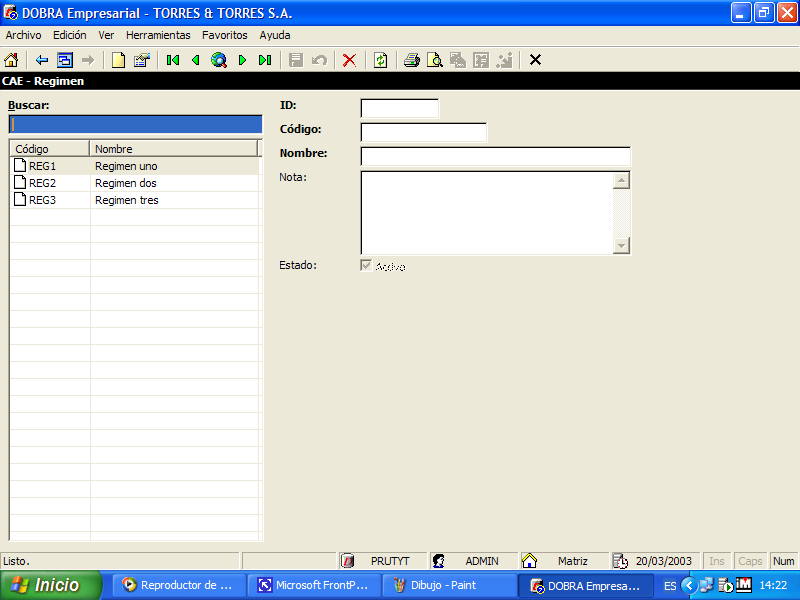 DOBRA Empresarial - TORRES & TORRES S.A.
Archivo Edición Ver Herramientas Favoritos Ayuda
CAE - Regimen
Buscar:
Código Nombre
REG1 Regimen uno
REG2 Regimen dos
REG3 Regimen tres
ID:
Código:
Nombre:
Nota:
Estado: Activo
Listo. PRUTYT ADMIN Matriz 20/03/2003 Ins Caps Num
Inicio Reproductor de ... Microsoft FrontP... Dibujo - Paint DOBRA Empresa... ES 14:22